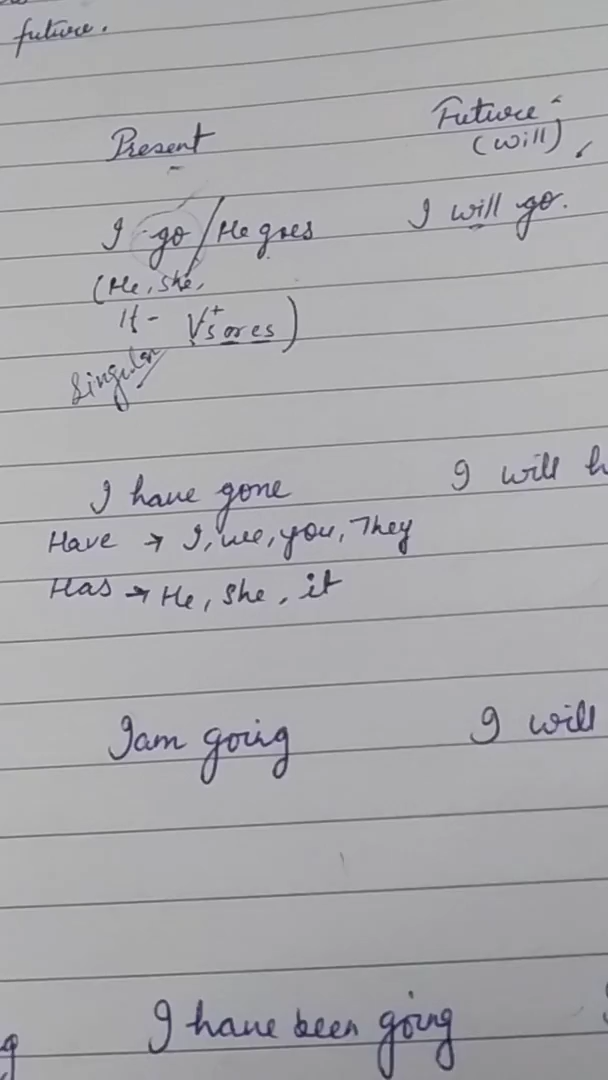 future.
Present
Future
(will)
I go / He goes
I will go.
(He, she,
It - V+s or es)
Singular
I have gone
I will h
Have → I, we, you, They
Has → He, she, it
I am going
I will
I have been going
g